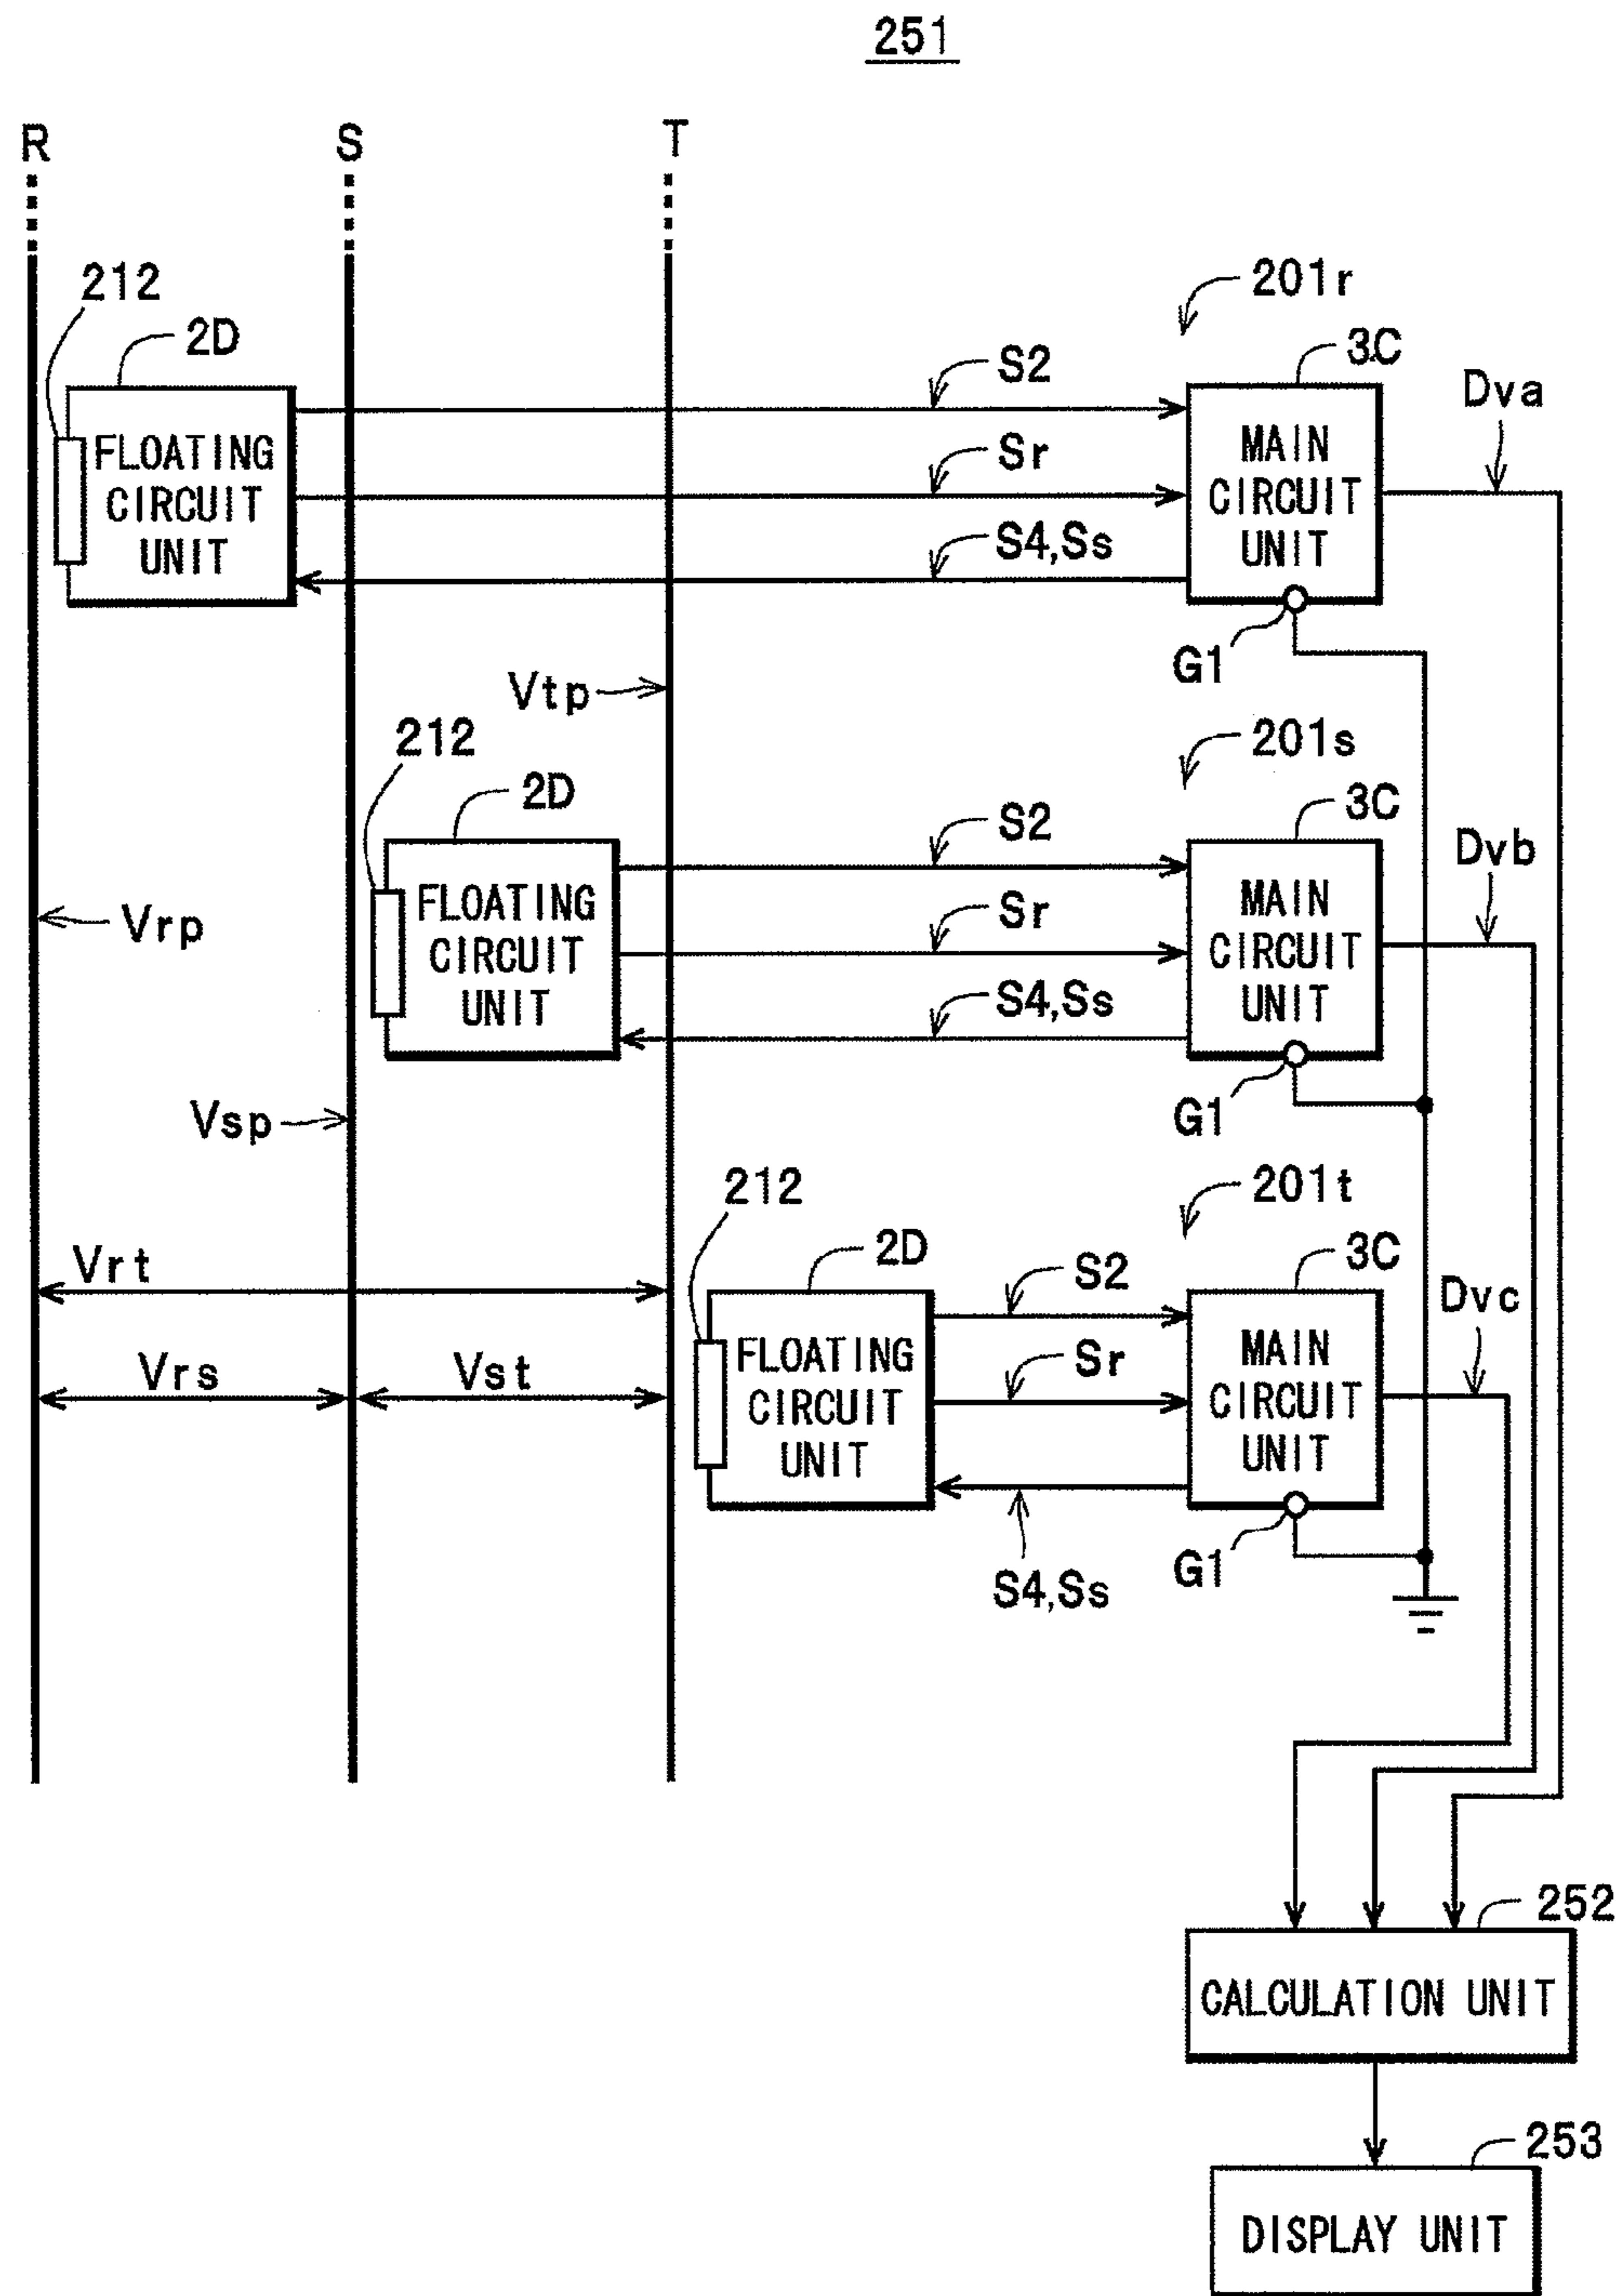 251
R
S
T
212
2D
FLOATING
CIRCUIT
UNIT
S2
Sr
S4,Ss
201r
3C
MAIN
CIRCUIT
UNIT
G1
Dva
Vtp
212
2D
FLOATING
CIRCUIT
UNIT
S2
Sr
S4,Ss
201s
3C
MAIN
CIRCUIT
UNIT
G1
Dvb
Vrp
Vsp
Vrt
Vrs
Vst
212
2D
FLOATING
CIRCUIT
UNIT
S2
Sr
S4,Ss
201t
3C
MAIN
CIRCUIT
UNIT
G1
Dvc
252
CALCULATION UNIT
253
DISPLAY UNIT